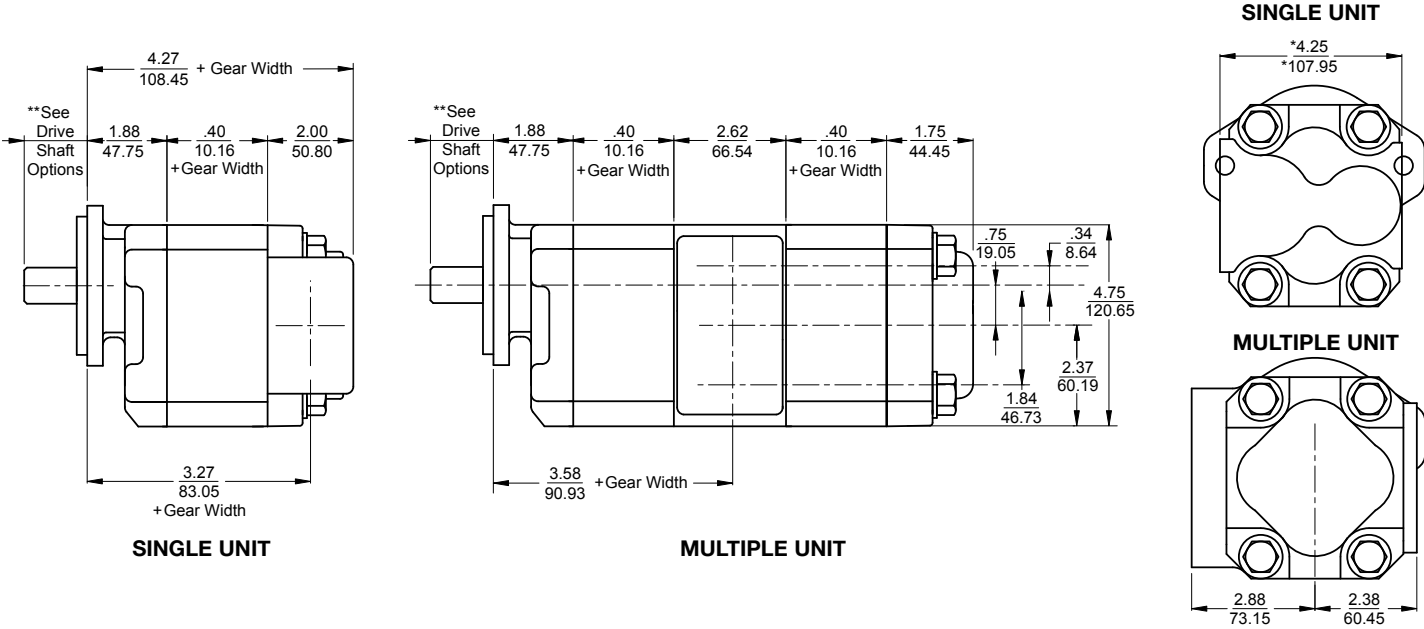 SINGLE UNIT
*4.25
*107.95
4.27
108.45
+ Gear Width
**See
Drive
Shaft
Options
1.88
47.75
.40
10.16
+Gear Width
2.00
50.80
3.27
83.05
+Gear Width
SINGLE UNIT
**See
Drive
Shaft
Options
1.88
47.75
.40
10.16
+Gear Width
2.62
66.54
.40
10.16
+Gear Width
1.75
44.45
.75
19.05
.34
8.64
4.75
120.65
2.37
60.19
1.84
46.73
3.58
90.93
+Gear Width
MULTIPLE UNIT
MULTIPLE UNIT
2.88
73.15
2.38
60.45